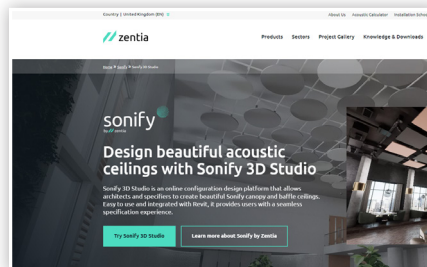 Country | United Kingdom (EN)
About Us Acoustic Calculator Installation School
zentia
Products Sectors Project Gallery Knowledge & Downloads
Home > Sonify > Sonify 3D Studio
sonify
by zentia
Design beautiful acoustic
ceilings with Sonify 3D Studio
Sonify 3D Studio is an online configuration design platform that allows
architects and specifiers to create beautiful Sonify canopy and baffle ceilings.
Easy to use and integrated with Revit, it provides users with a seamless
specification experience.
Try Sonify 3D Studio Learn more about Sonify by Zentia